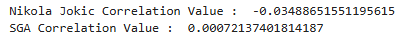 Nikola Jokic Correlation Value :  -0.03488651551195615
SGA Correlation Value :  0.00072137401814187